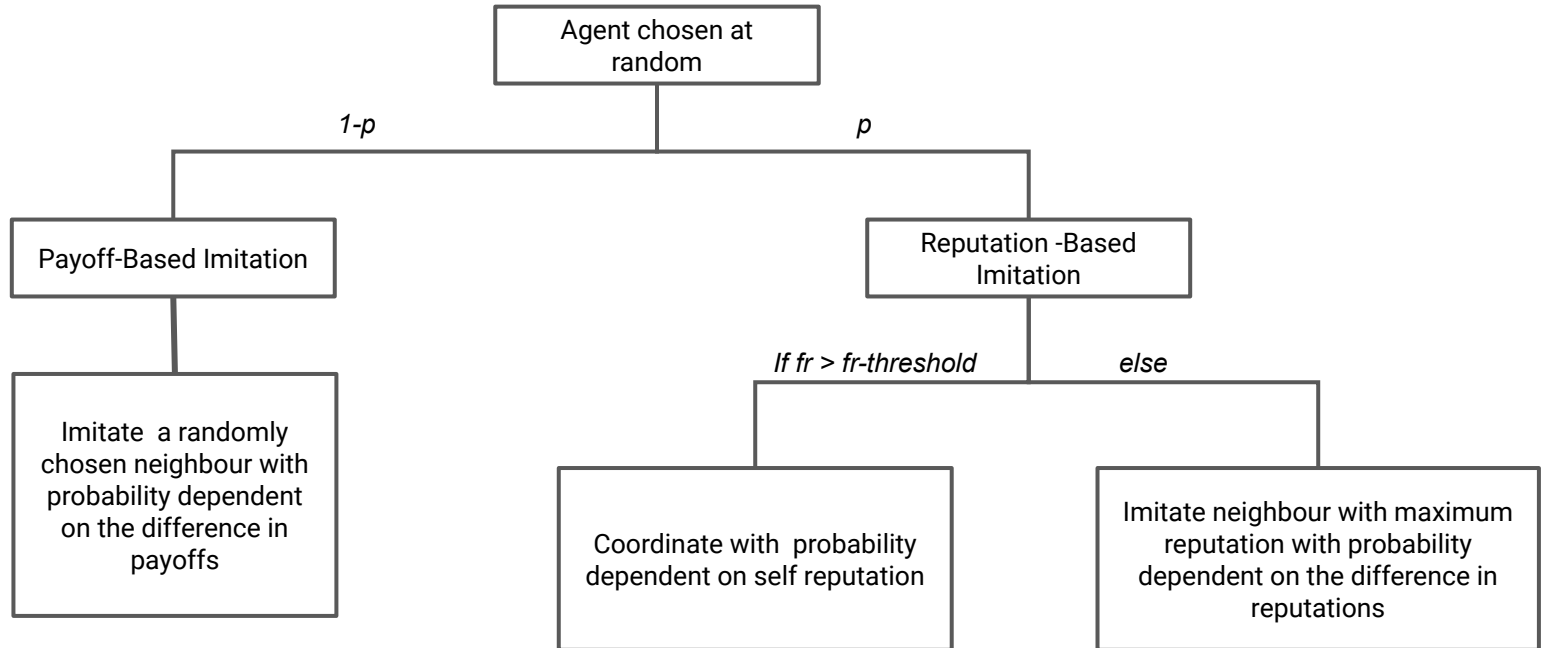 Agent chosen at
random
1-p
p
Payoff-Based Imitation
Reputation -Based
Imitation
If fr > fr-threshold
else
Imitate a randomly
chosen neighbour with
probability dependent
on the difference in
payoffs
Coordinate with probability
dependent on self reputation
Imitate neighbour with maximum
reputation with probability
dependent on the difference in
reputations